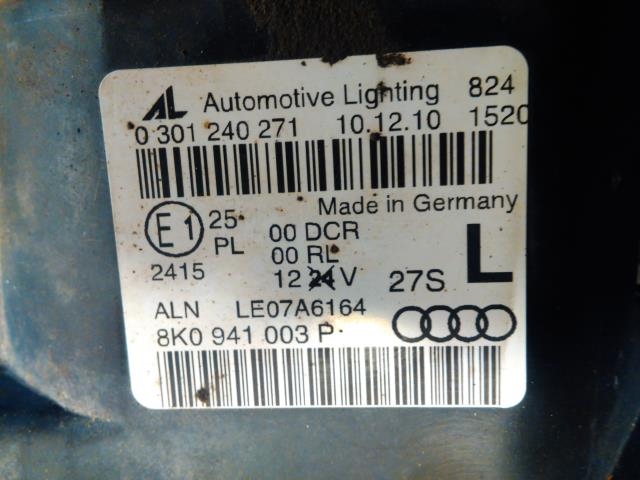 AL Automotive Lighting 824
0 301 240 271 10.12.10 1520
Made in Germany
E1 25 00 DCR
PL 00 RL
2415 12 24 V 27S L
ALN LE07A6164
8K0 941 003 P